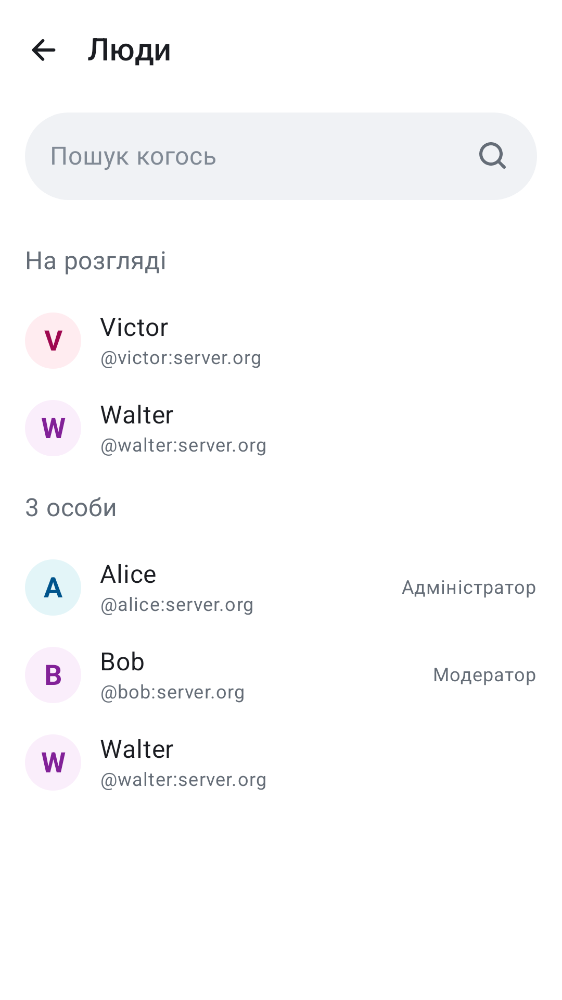 Люди
Пошук когось
На розгляді
V
Victor
@victor:server.org
W
Walter
@walter:server.org
3 особи
A
Alice
@alice:server.org
Адміністратор
B
Bob
@bob:server.org
Модератор
W
Walter
@walter:server.org